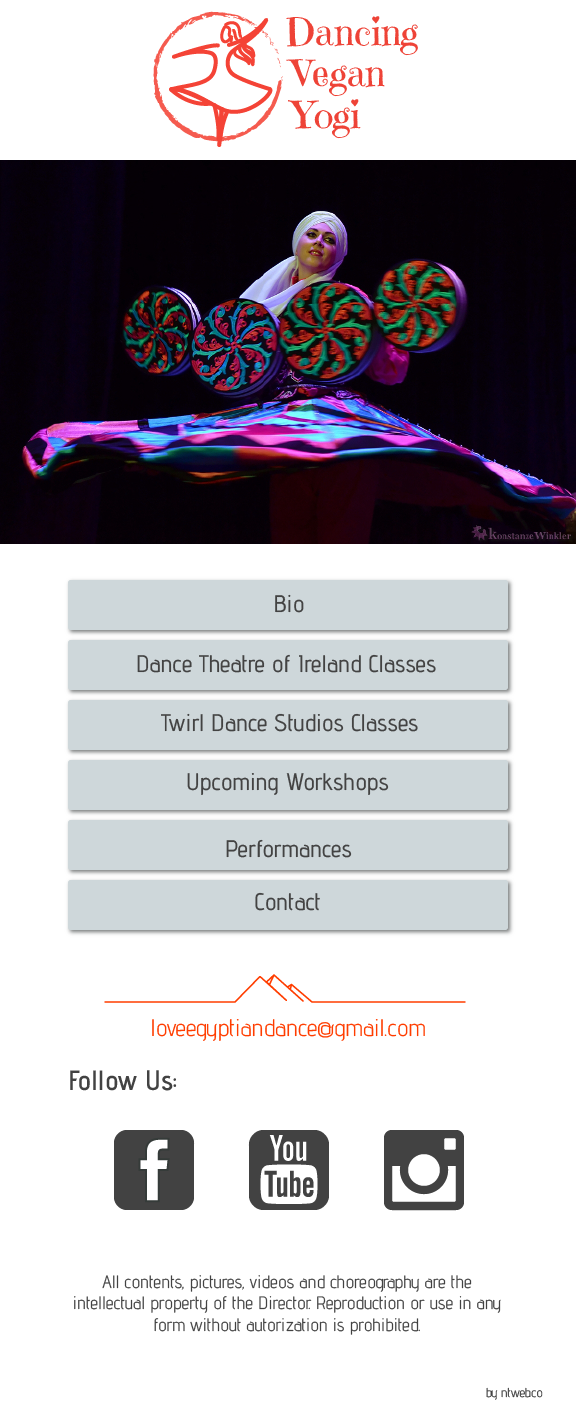 Dancing
Vegan
Yogi
Konstanze Winkler
Bio
Dance Theatre of Ireland Classes
Twirl Dance Studios Classes
Upcoming Workshops
Performances
Contact
loveegyptiandance@gmail.com
Follow Us:
f
You
Tube
All contents, pictures, videos and choreography are the
intellectual property of the Director. Reproduction or use in any
form without autorization is prohibited.
by ntwebco